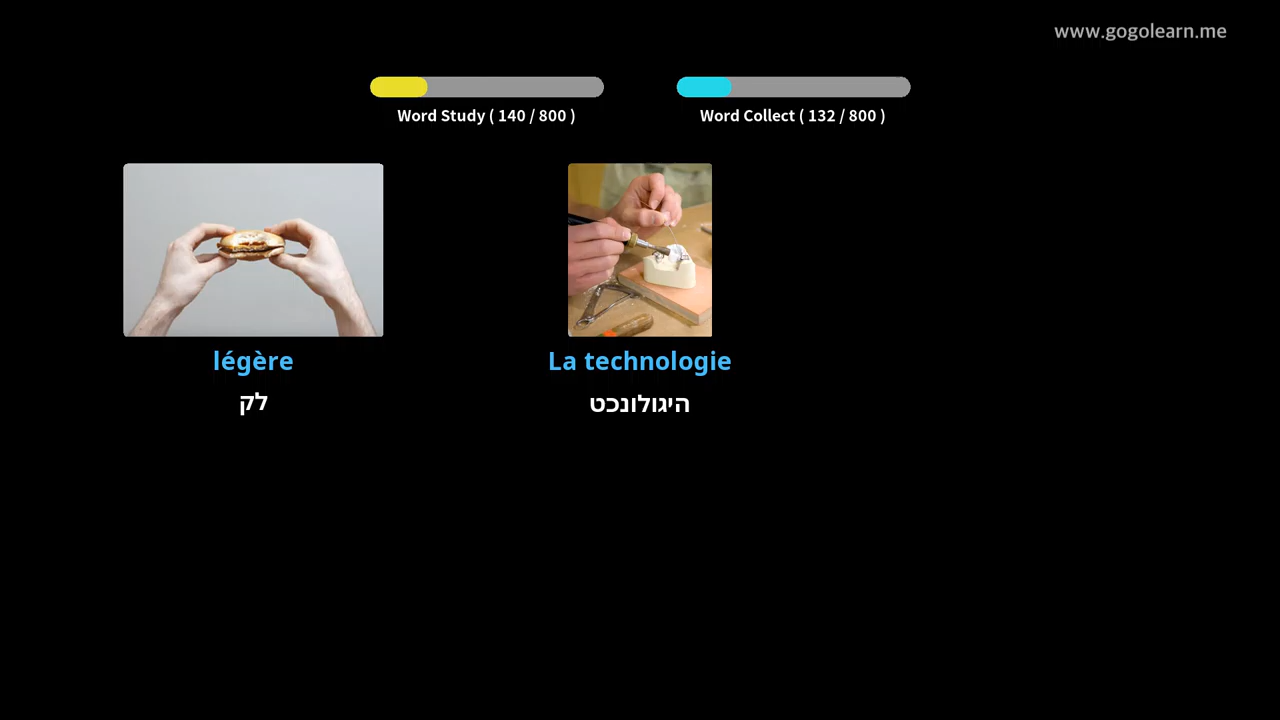 www.gogolearn.me
Word Study ( 140 / 800 )
Word Collect ( 132 / 800 )
légère
לק
La technologie
היגולונכט